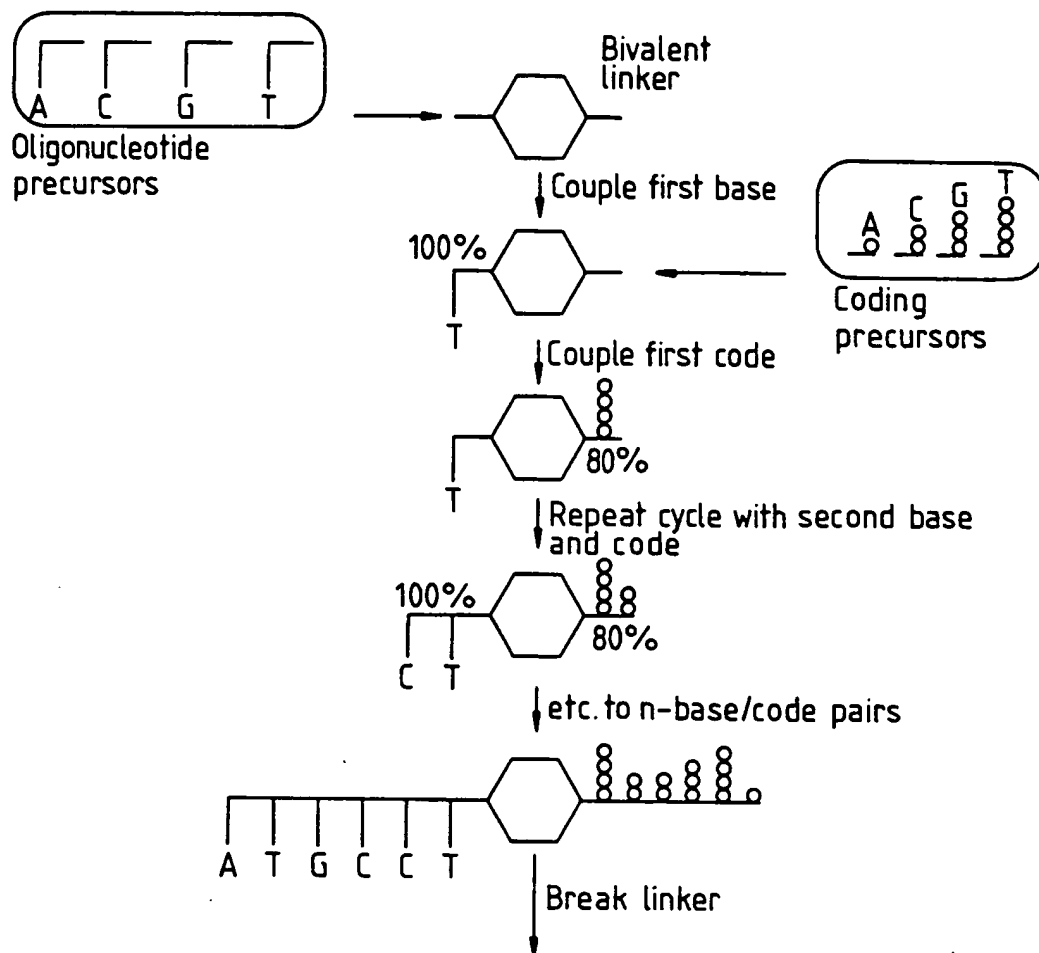 A C G T
Oligonucleotide
precursors
Bivalent
linker
Couple first base
A C G T
Coding
precursors
100%
T
Couple first code
T
80%
Repeat cycle with second base
and code
100%
C T
80%
etc. to n-base/code pairs
A T G C C T
Break linker